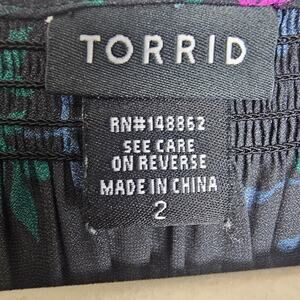 TORRID
RN#148862
SEE CARE
ON REVERSE
MADE IN CHINA
2